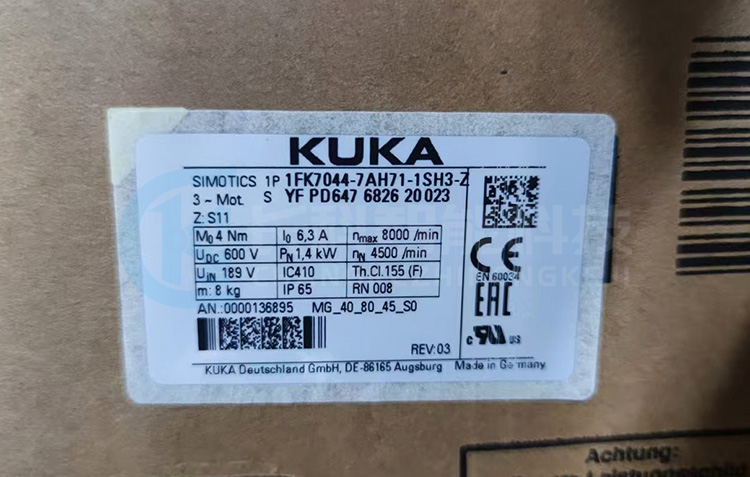 KUKA
SIMOTICS 1P 1FK7044-7AH71-1SH3-Z
3 ~ Mot. S YF PD647 6826 20 023
Z: S11
M0 4 Nm I0 6,3 A nmax 8000 /min
UDC 600 V PN 1,4 kW nN 4500 /min
UiN 189 V IC410 Th.Cl.155 (F)
m: 8 kg IP 65 RN 008
EN 60034
EAC
A.N.:0000136895 MG_40_80_45_S0
REV: 03
c US
KUKA Deutschland GmbH, DE-86165 Augsburg Made in Germany
Achtung: